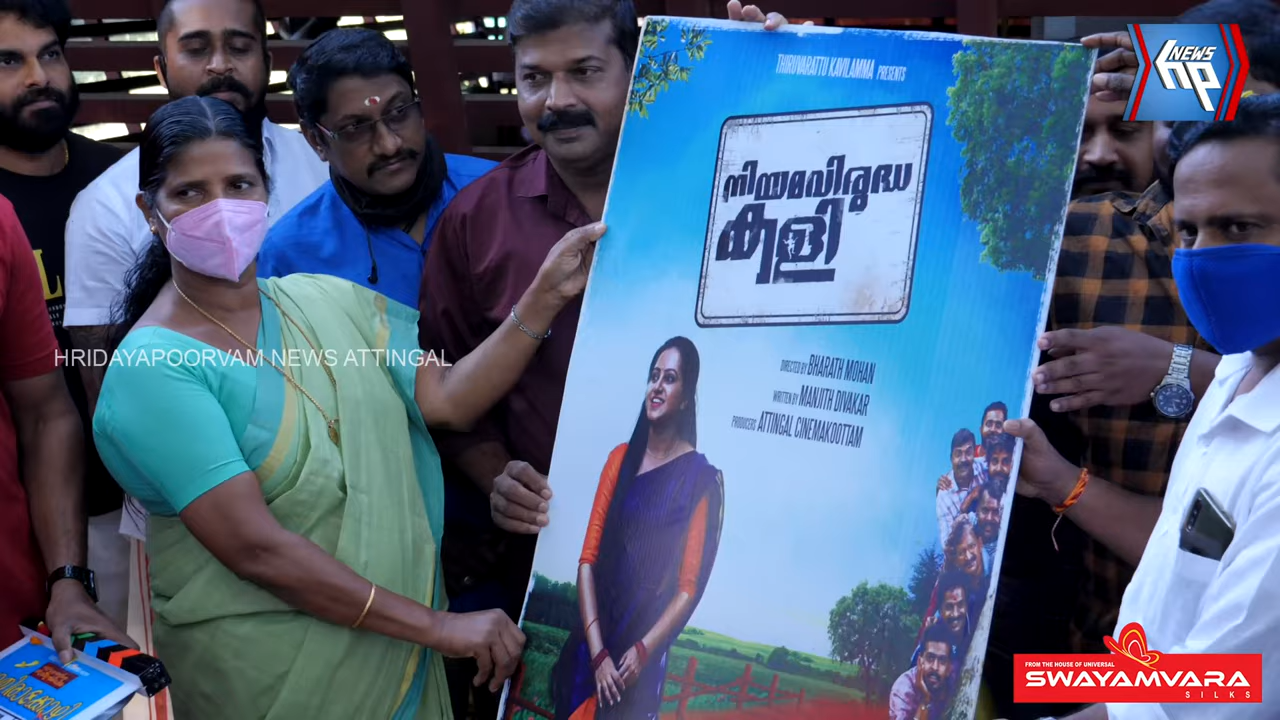 THIRUVARATTU KAVILAMMA PRESENTS
നിയമവിരുദ്ധ
കളി
DIRECTED BY BHARATH MOHAN
WRITTEN BY MANJITH DIVAKAR
PRODUCERS ATTINGAL CINEMAKOOTTAM
NEWS
hp
HRIDAYAPOORVAM NEWS ATTINGAL
FROM THE HOUSE OF UNIVERSAL
SWAYAMVARA
SILKS